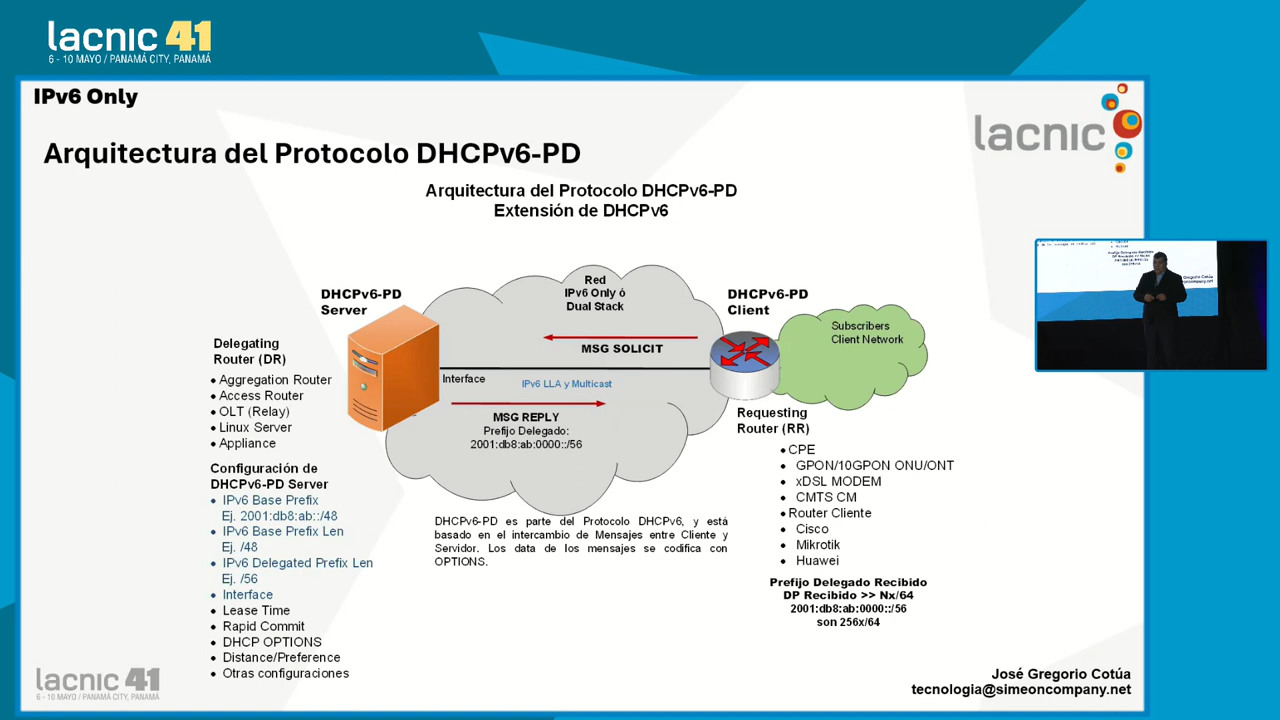 lacnic 41
6 - 10 MAYO / PANAMÁ CITY, PANAMÁ
IPv6 Only
lacnic
Arquitectura del Protocolo DHCPv6-PD
Arquitectura del Protocolo DHCPv6-PD
Extensión de DHCPv6
Red
IPv6 Only ó
Dual Stack
DHCPv6-PD
Server
DHCPv6-PD
Client
Subscribers
Client Network
MSG SOLICIT
Interface
IPv6 LLA y Multicast
MSG REPLY
Prefijo Delegado:
2001:db8:ab:0000::/56
Delegating
Router (DR)
• Aggregation Router
• Access Router
• OLT (Relay)
• Linux Server
• Appliance
Configuración de
DHCPv6-PD Server
• IPv6 Base Prefix
Ej. 2001:db8:ab::/48
• IPv6 Base Prefix Len
Ej. /48
• IPv6 Delegated Prefix Len
Ej. /56
• Interface
• Lease Time
• Rapid Commit
• DHCP OPTIONS
• Distance/Preference
• Otras configuraciones
DHCPv6-PD es parte del Protocolo DHCPv6, y está
basado en el intercambio de Mensajes entre Cliente y
Servidor. Los data de los mensajes se codifica con
OPTIONS.
Requesting
Router (RR)
• CPE
• GPON/10GPON ONU/ONT
• xDSL MODEM
• CMTS CM
• Router Cliente
• Cisco
• Mikrotik
• Huawei
Prefijo Delegado Recibido
DP Recibido >> Nx/64
2001:db8:ab:0000::/56
son 256x/64
lacnic 41
6 - 10 MAYO / PANAMÁ CITY, PANAMÁ
José Gregorio Cotúa
tecnologia@simeoncompany.net